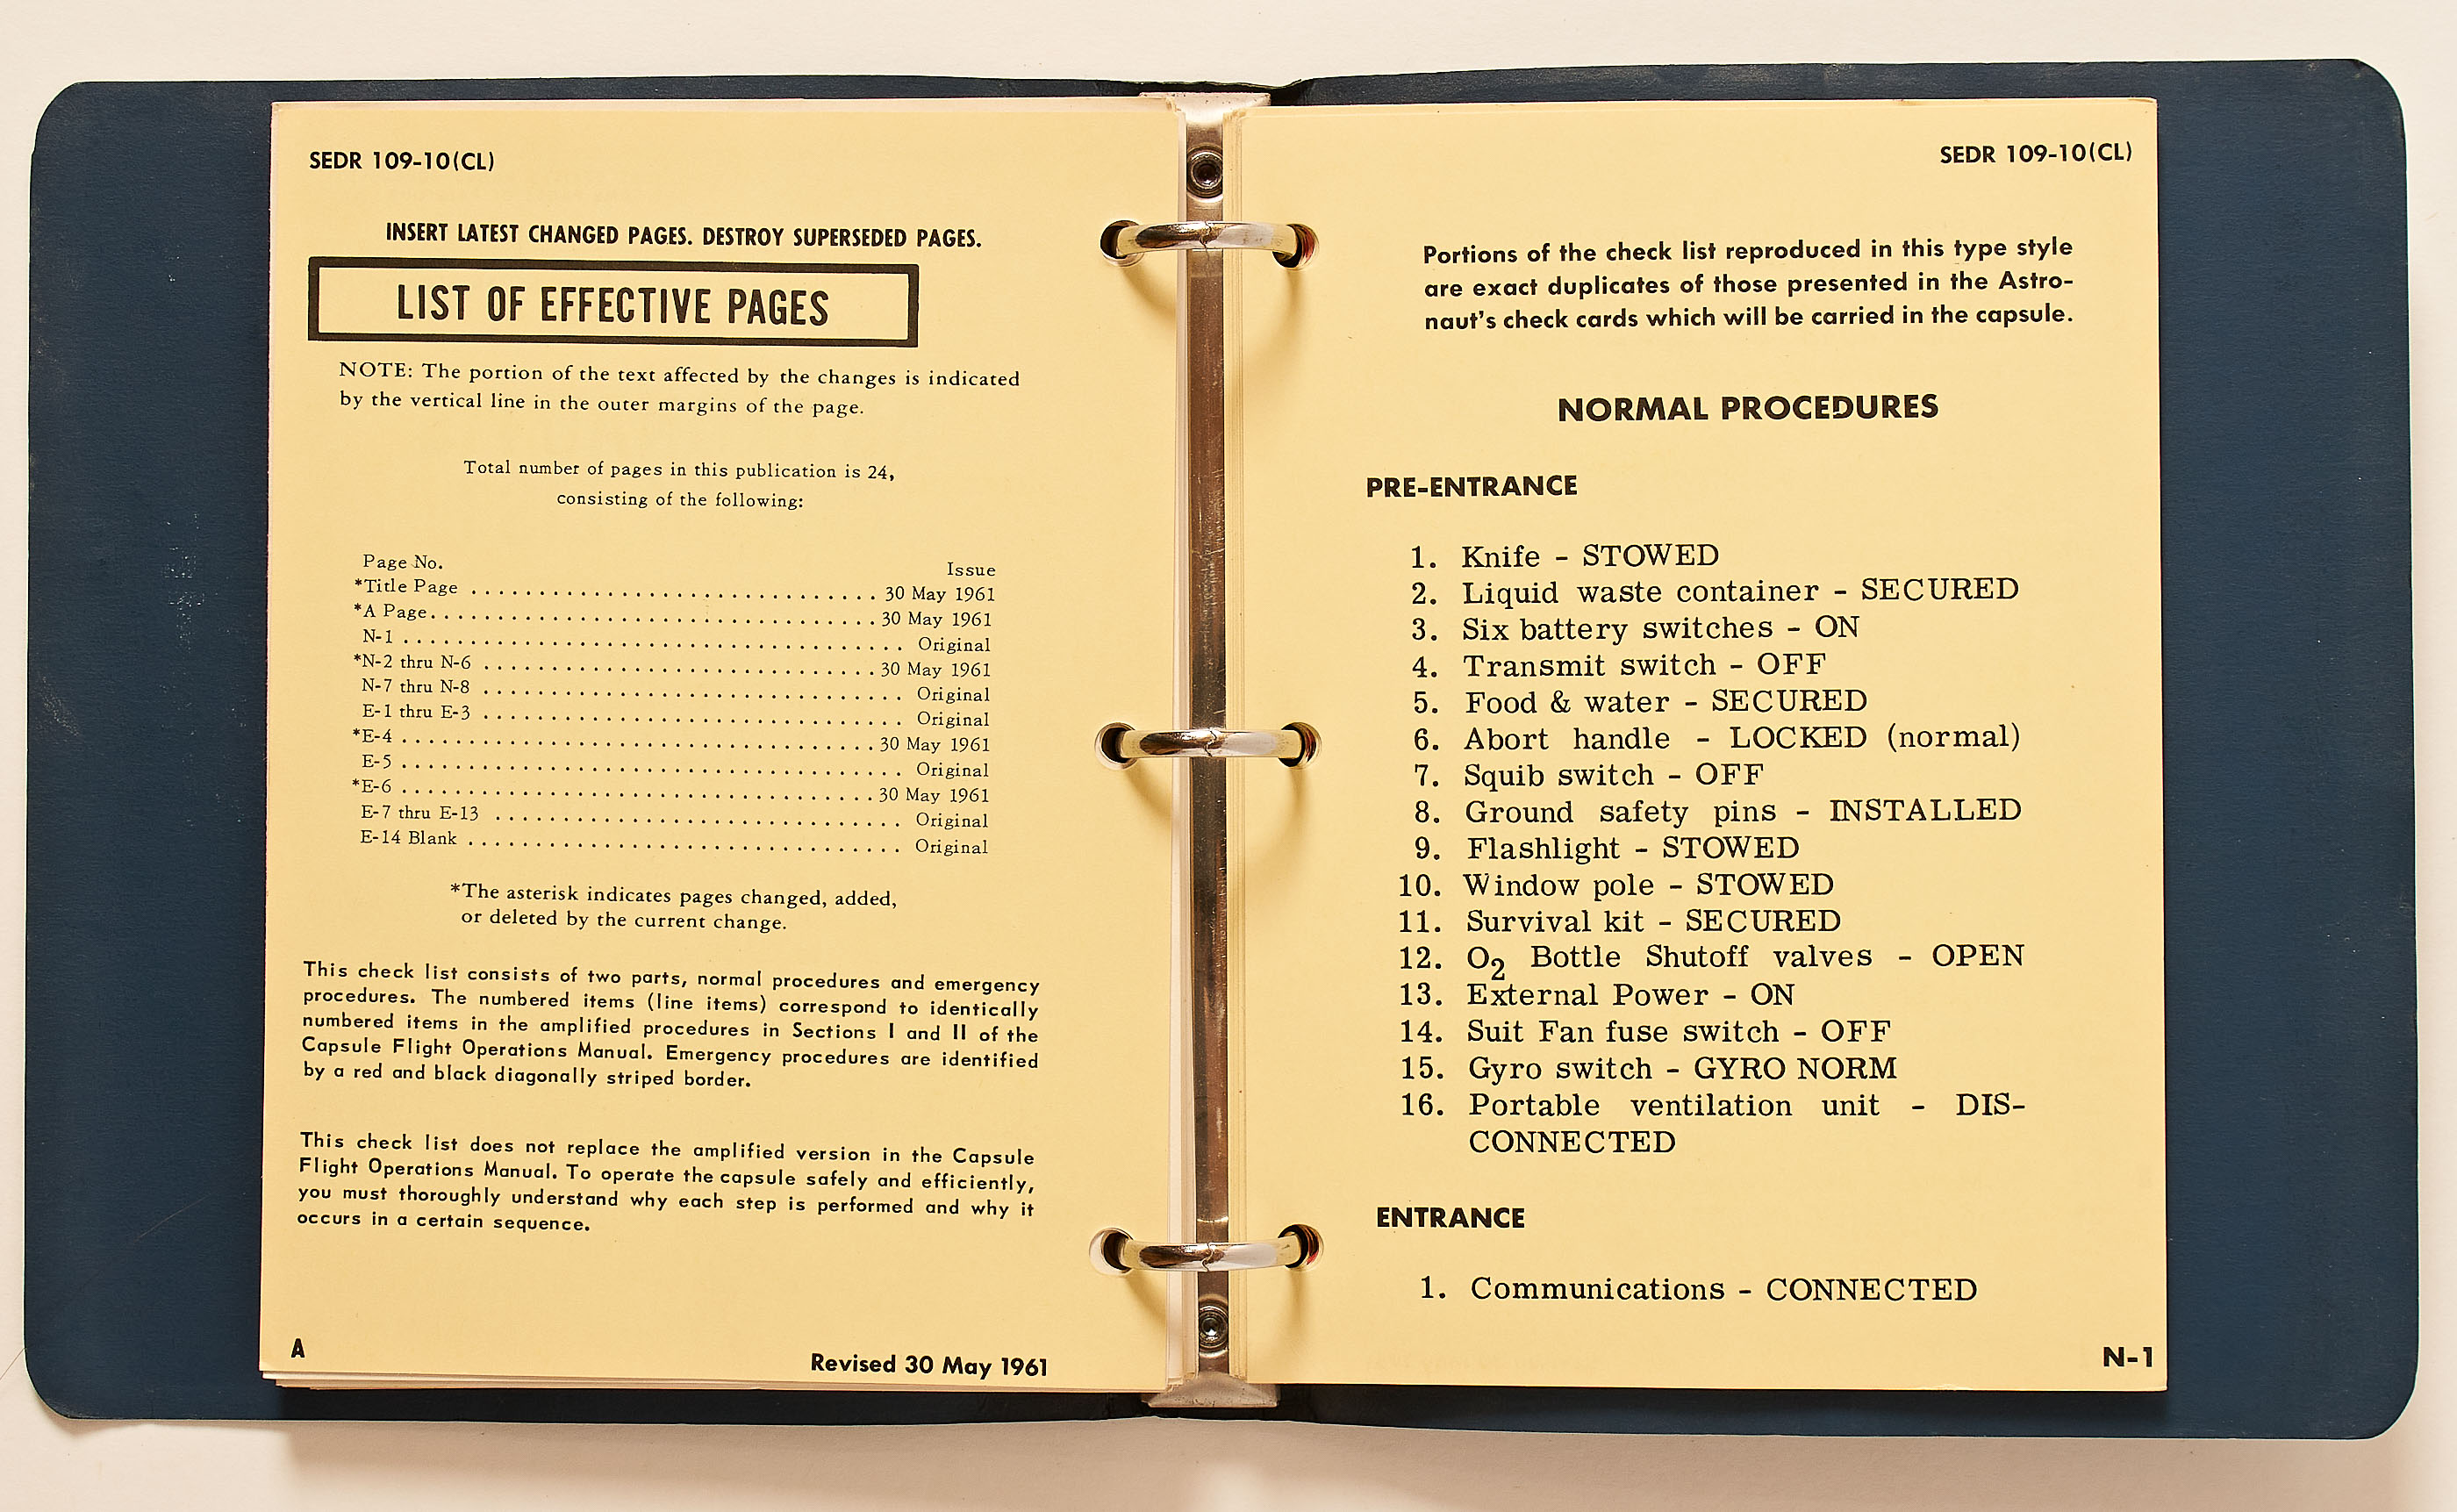 SEDR 109-10(CL)
INSERT LATEST CHANGED PAGES. DESTROY SUPERSEDED PAGES.
LIST OF EFFECTIVE PAGES
NOTE: The portion of the text affected by the changes is indicated
by the vertical line in the outer margins of the page.
Total number of pages in this publication is 24,
consisting of the following:
Page No. Issue
*Title Page . . . . . . . . . . . . . . . . . . . . . . . . . . . . . . 30 May 1961
*A Page. . . . . . . . . . . . . . . . . . . . . . . . . . . . . . . . . 30 May 1961
N-1 . . . . . . . . . . . . . . . . . . . . . . . . . . . . . . . . . . . . . Original
*N-2 thru N-6 . . . . . . . . . . . . . . . . . . . . . . . . . . . . . 30 May 1961
N-7 thru N-8 . . . . . . . . . . . . . . . . . . . . . . . . . . . . . . . Original
E-1 thru E-3 . . . . . . . . . . . . . . . . . . . . . . . . . . . . . . . Original
*E-4 . . . . . . . . . . . . . . . . . . . . . . . . . . . . . . . . . . . 30 May 1961
E-5 . . . . . . . . . . . . . . . . . . . . . . . . . . . . . . . . . . . . . Original
*E-6 . . . . . . . . . . . . . . . . . . . . . . . . . . . . . . . . . . . 30 May 1961
E-7 thru E-13 . . . . . . . . . . . . . . . . . . . . . . . . . . . . . . Original
E-14 Blank . . . . . . . . . . . . . . . . . . . . . . . . . . . . . . . . Original
*The asterisk indicates pages changed, added,
or deleted by the current change.
This check list consists of two parts, normal procedures and emergency
procedures. The numbered items (line items) correspond to identically
numbered items in the amplified procedures in Sections I and II of the
Capsule Flight Operations Manual. Emergency procedures are identified
by a red and black diagonally striped border.
This check list does not replace the amplified version in the Capsule
Flight Operations Manual. To operate the capsule safely and efficiently,
you must thoroughly understand why each step is performed and why it
occurs in a certain sequence.
A
Revised 30 May 1961
SEDR 109-10(CL)
Portions of the check list reproduced in this type style
are exact duplicates of those presented in the Astro-
naut's check cards which will be carried in the capsule.
NORMAL PROCEDURES
PRE-ENTRANCE
1. Knife - STOWED
2. Liquid waste container - SECURED
3. Six battery switches - ON
4. Transmit switch - OFF
5. Food & water - SECURED
6. Abort handle - LOCKED (normal)
7. Squib switch - OFF
8. Ground safety pins - INSTALLED
9. Flashlight - STOWED
10. Window pole - STOWED
11. Survival kit - SECURED
12. O2 Bottle Shutoff valves - OPEN
13. External Power - ON
14. Suit Fan fuse switch - OFF
15. Gyro switch - GYRO NORM
16. Portable ventilation unit - DIS-
CONNECTED
ENTRANCE
1. Communications - CONNECTED
N-1